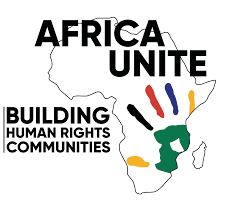 AFRICA
UNITE
BUILDING
HUMAN RIGHTS
COMMUNITIES